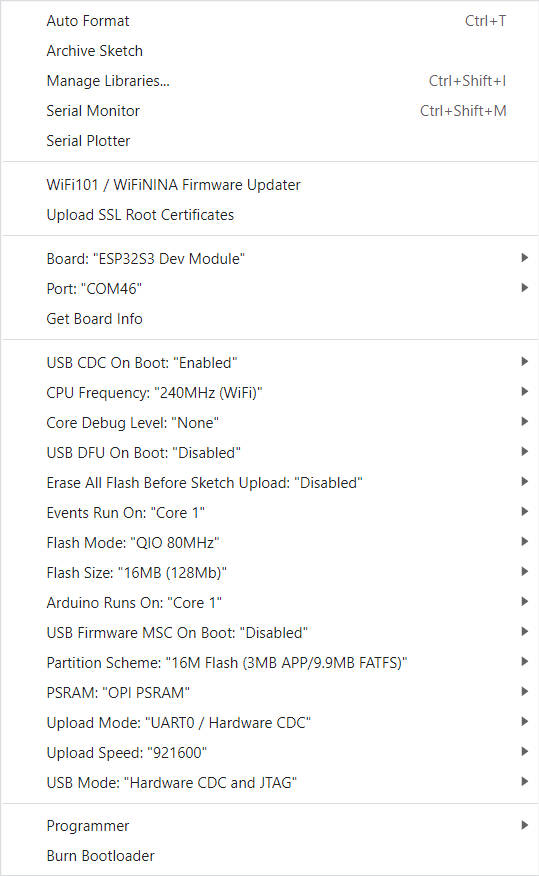 Auto Format Ctrl+T
Archive Sketch
Manage Libraries... Ctrl+Shift+I
Serial Monitor Ctrl+Shift+M
Serial Plotter
WiFi101 / WiFiNINA Firmware Updater
Upload SSL Root Certificates
Board: "ESP32S3 Dev Module"
Port: "COM46"
Get Board Info
USB CDC On Boot: "Enabled"
CPU Frequency: "240MHz (WiFi)"
Core Debug Level: "None"
USB DFU On Boot: "Disabled"
Erase All Flash Before Sketch Upload: "Disabled"
Events Run On: "Core 1"
Flash Mode: "QIO 80MHz"
Flash Size: "16MB (128Mb)"
Arduino Runs On: "Core 1"
USB Firmware MSC On Boot: "Disabled"
Partition Scheme: "16M Flash (3MB APP/9.9MB FATFS)"
PSRAM: "OPI PSRAM"
Upload Mode: "UART0 / Hardware CDC"
Upload Speed: "921600"
USB Mode: "Hardware CDC and JTAG"
Programmer
Burn Bootloader